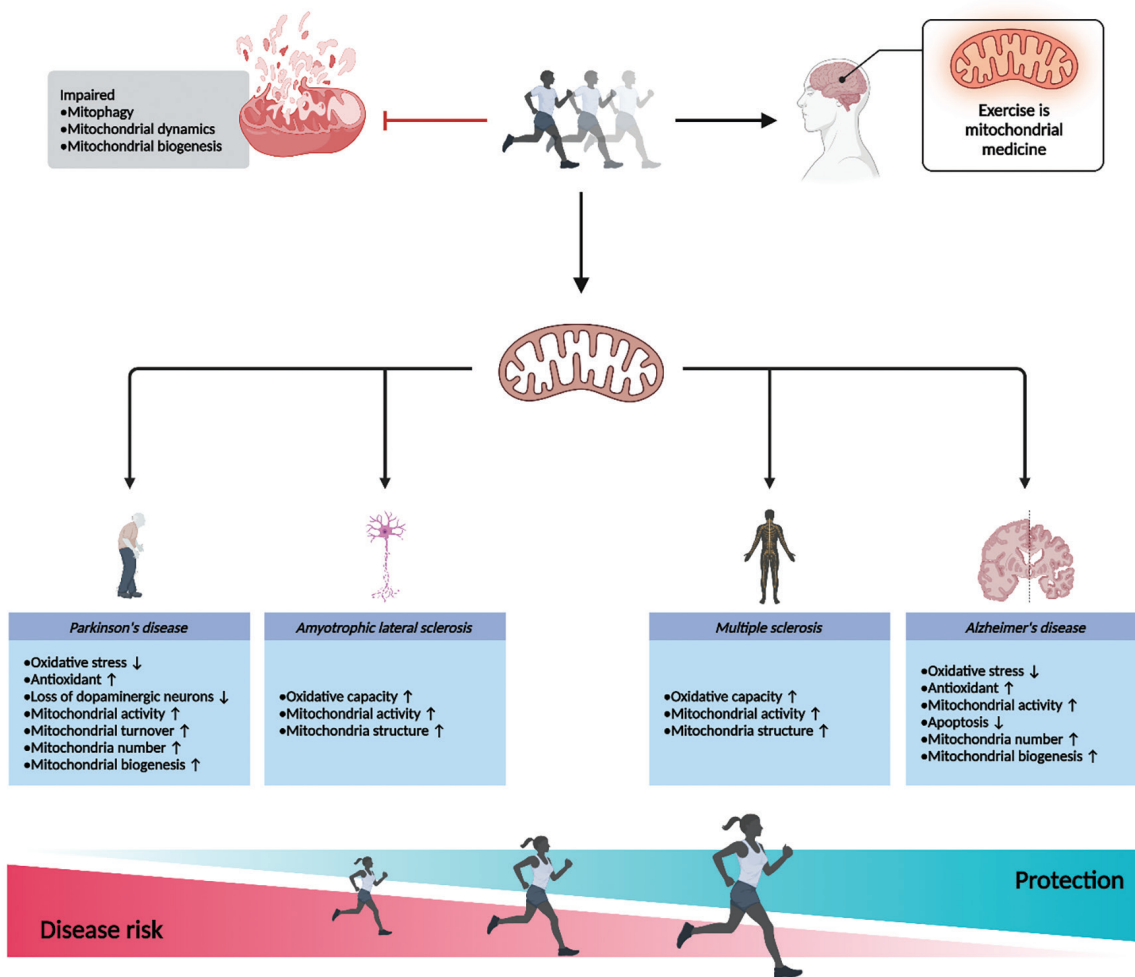 Impaired
•Mitophagy
•Mitochondrial dynamics
•Mitochondrial biogenesis
Exercise is
mitochondrial
medicine
Parkinson's disease
•Oxidative stress ↓
•Antioxidant ↑
•Loss of dopaminergic neurons ↓
•Mitochondrial activity ↑
•Mitochondrial turnover ↑
•Mitochondria number ↑
•Mitochondrial biogenesis ↑
Amyotrophic lateral sclerosis
•Oxidative capacity ↑
•Mitochondrial activity ↑
•Mitochondria structure ↑
Multiple sclerosis
•Oxidative capacity ↑
•Mitochondrial activity ↑
•Mitochondria structure ↑
Alzheimer's disease
•Oxidative stress ↓
•Antioxidant ↑
•Mitochondrial activity ↑
•Apoptosis ↓
•Mitochondria number ↑
•Mitochondrial biogenesis ↑
Protection
Disease risk